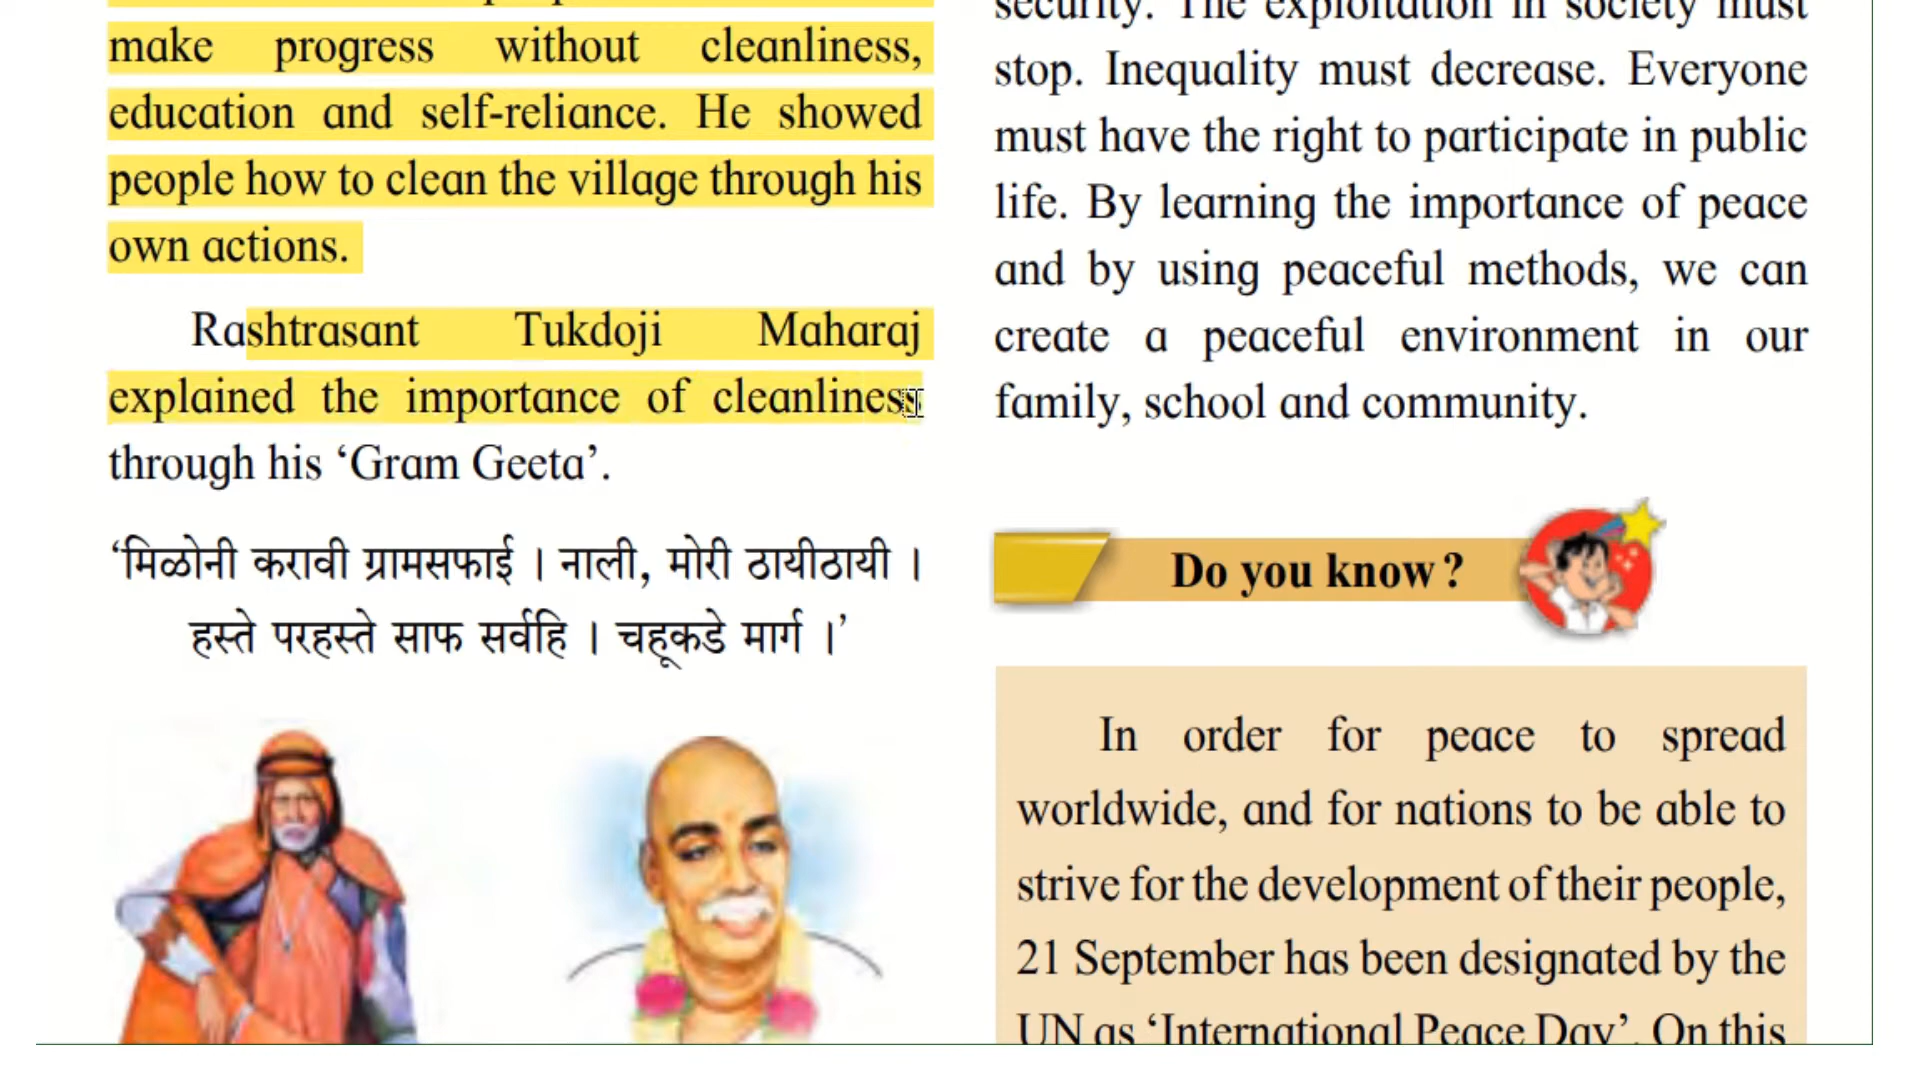 make progress without cleanliness,
education and self-reliance. He showed
people how to clean the village through his
own actions.
Rashtrasant Tukdoji Maharaj
explained the importance of cleanliness
through his ‘Gram Geeta’.
‘मिळोनी करावी ग्रामसफाई । नाली, मोरी ठायीठायी ।
हस्ते परहस्ते साफ सर्वहि । चहूकडे मार्ग ।’
security. The exploitation in society must
stop. Inequality must decrease. Everyone
must have the right to participate in public
life. By learning the importance of peace
and by using peaceful methods, we can
create a peaceful environment in our
family, school and community.
Do you know?
In order for peace to spread
worldwide, and for nations to be able to
strive for the development of their people,
21 September has been designated by the
UN as ‘International Peace Day’. On this